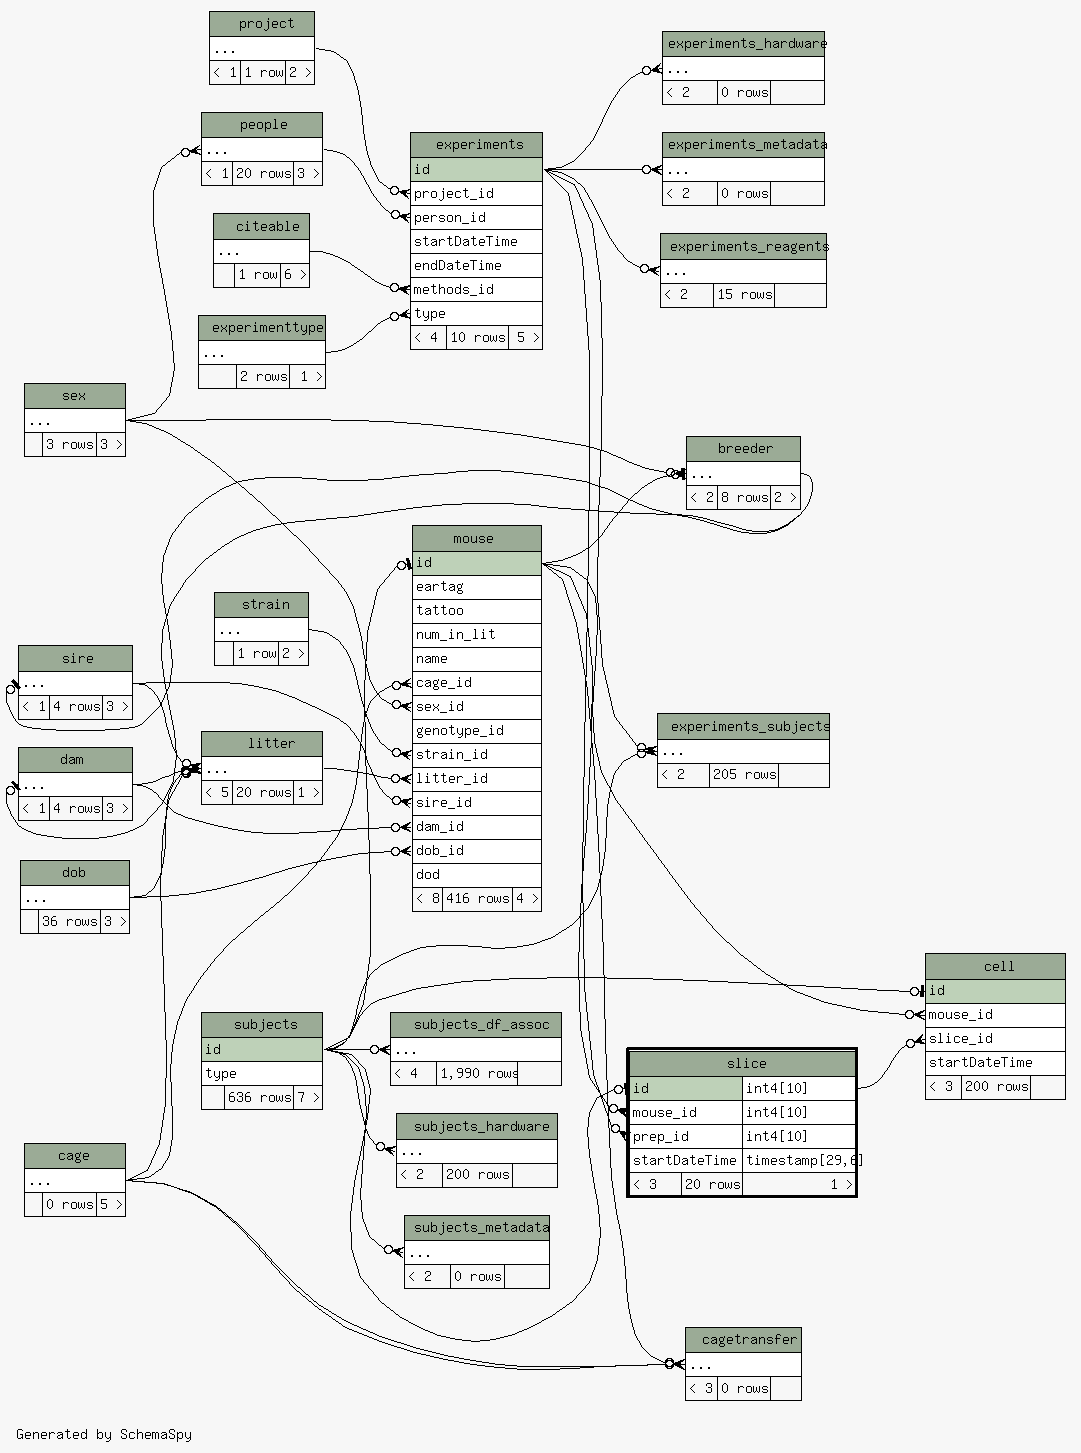 project
...
< 1 1 row 2 >
people
...
< 1 20 rows 3 >
citeable
...
1 row 6 >
experimenttype
...
2 rows 1 >
experiments
id
project_id
person_id
startDateTime
endDateTime
methods_id
type
< 4 10 rows 5 >
experiments_hardware
...
< 2 0 rows
experiments_metadata
...
< 2 0 rows
experiments_reagents
...
< 2 15 rows
sex
...
3 rows 3 >
breeder
...
< 2 8 rows 2 >
mouse
id
eartag
tattoo
num_in_lit
name
cage_id
sex_id
genotype_id
strain_id
litter_id
sire_id
dam_id
dob_id
dod
< 8 416 rows 4 >
strain
...
1 row 2 >
sire
...
< 1 4 rows 3 >
litter
...
< 5 20 rows 1 >
dam
...
< 1 4 rows 3 >
dob
...
36 rows 3 >
experiments_subjects
...
< 2 205 rows
cell
id
mouse_id
slice_id
startDateTime
< 3 200 rows
subjects
id
type
636 rows 7 >
subjects_df_assoc
...
< 4 1,990 rows
slice
id int4[10]
mouse_id int4[10]
prep_id int4[10]
startDateTime timestamp[29,6]
< 3 20 rows 1 >
subjects_hardware
...
< 2 200 rows
cage
...
0 rows 5 >
subjects_metadata
...
< 2 0 rows
cagetransfer
...
< 3 0 rows
Generated by SchemaSpy